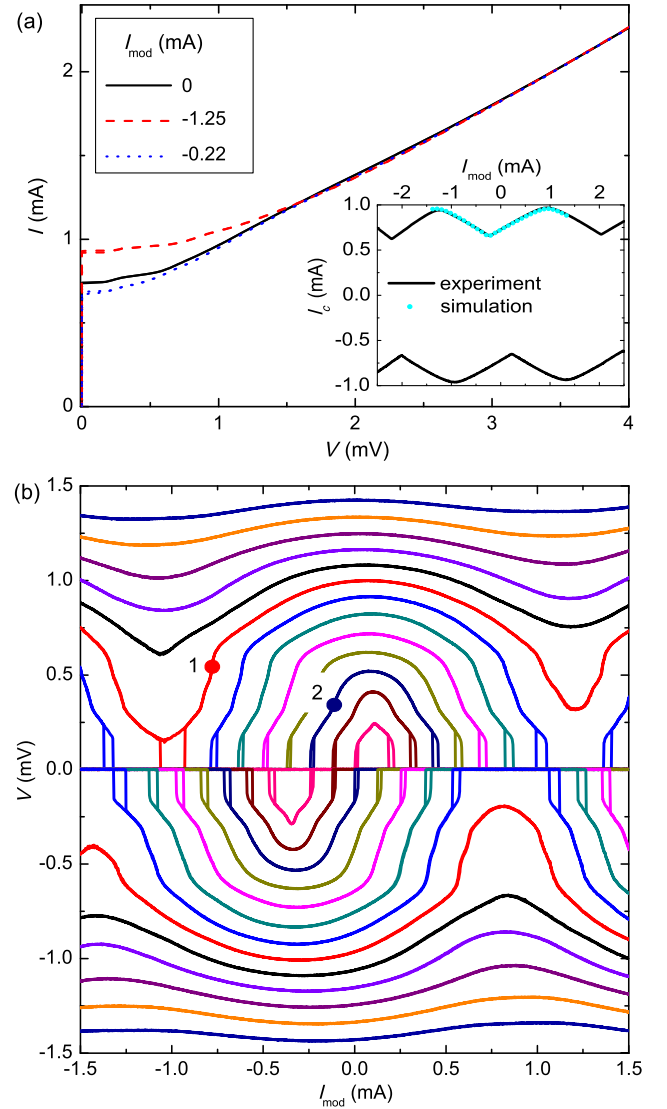 (a)
I_mod (mA)
0
-1.25
-0.22
I (mA)
2
1
0
0 1 2 3 4
V (mV)
I_mod (mA)
-2 -1 0 1 2
1.0
0.5
0.0
-0.5
-1.0
I_c (mA)
experiment
simulation
(b)
1.5
1.0
0.5
0.0
-0.5
-1.0
-1.5
V (mV)
1
2
-1.5 -1.0 -0.5 0.0 0.5 1.0 1.5
I_mod (mA)